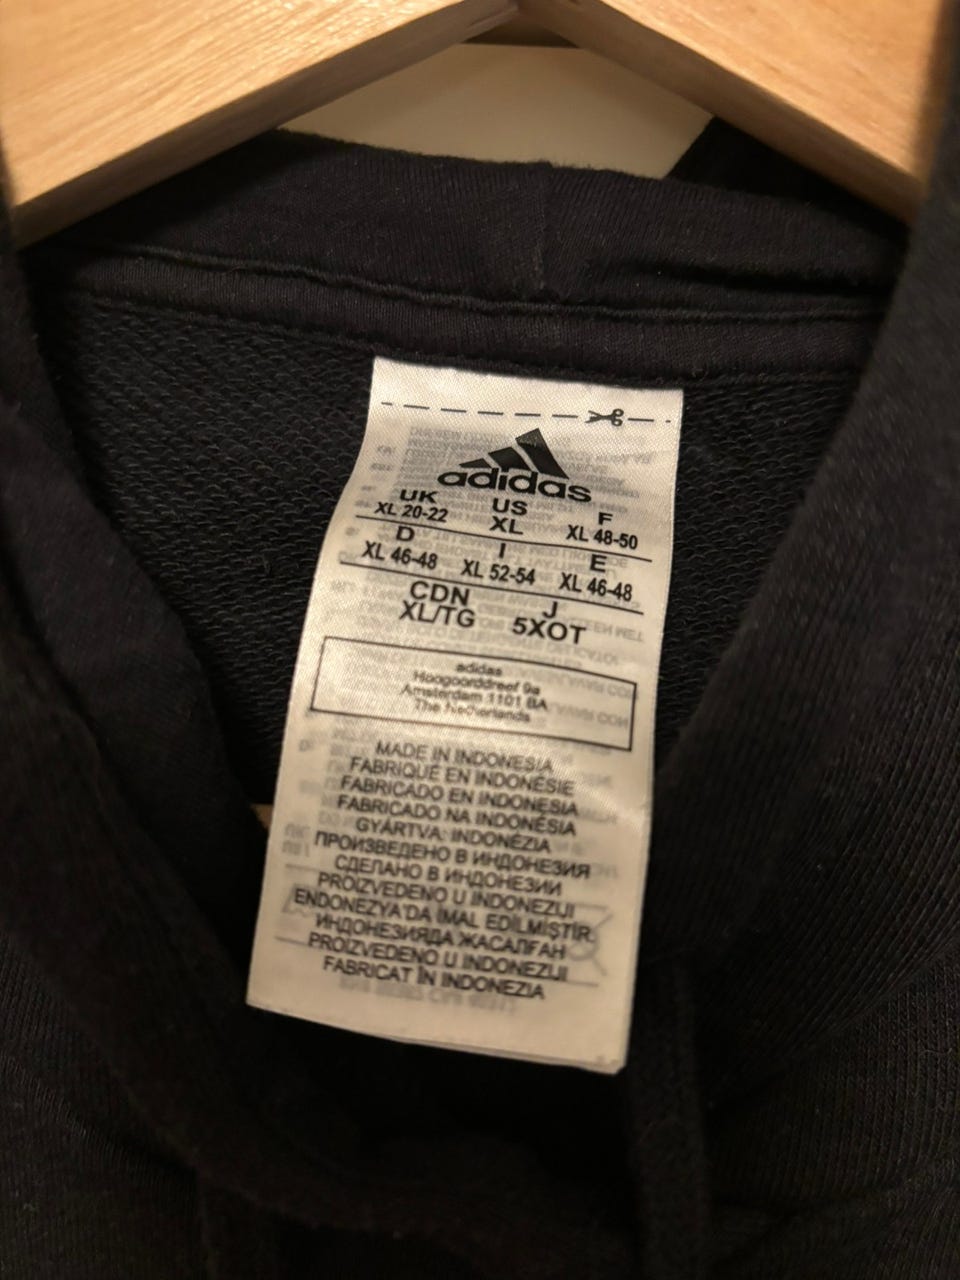 adidas
UK US F
XL 20-22 XL XL 48-50
D I E
XL 46-48 XL 52-54 XL 46-48
CDN J
XL/TG 5XOT
adidas
Hoogoorddreef 9a
Amsterdam 1101 BA
The Netherlands
MADE IN INDONESIA
FABRIQUÉ EN INDONÉSIE
FABRICADO EN INDONESIA
FABRICADO NA INDONÉSIA
GYÁRTVA: INDONÉZIA
ПРОИЗВЕДЕНО В ИНДОНЕЗИЯ
СДЕЛАНО В ИНДОНЕЗИИ
PROIZVEDENO U INDONEZIJI
ENDONEZYA'DA İMAL EDİLMİŞTİR
ИНДОНЕЗИЯДА ЖАСАЛҒАН
PROIZVEDENO U INDONEZIJI
FABRICAT ÎN INDONEZIA